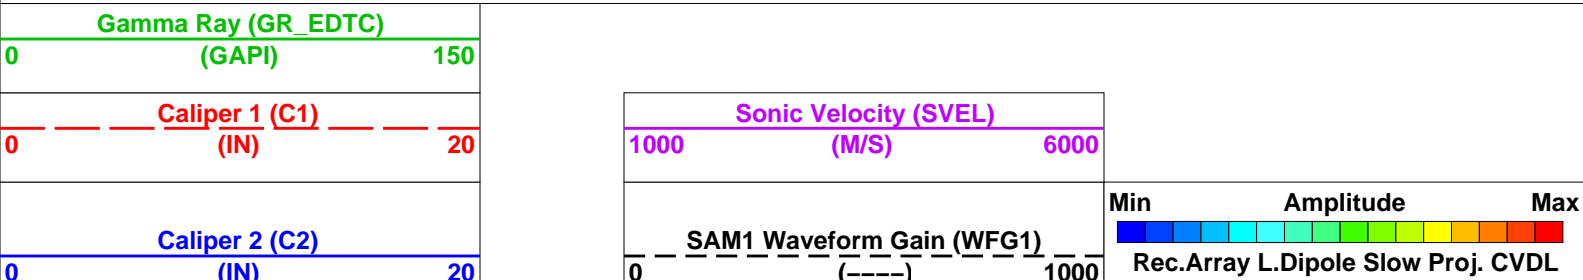 Gamma Ray (GR_EDTC)
0 (GAPI) 150
Caliper 1 (C1)
0 (IN) 20
Sonic Velocity (SVEL)
1000 (M/S) 6000
Min Amplitude Max
Caliper 2 (C2)
0 (IN) 20
SAM1 Waveform Gain (WFG1)
0 (----) 1000
Rec.Array L.Dipole Slow Proj. CVDL